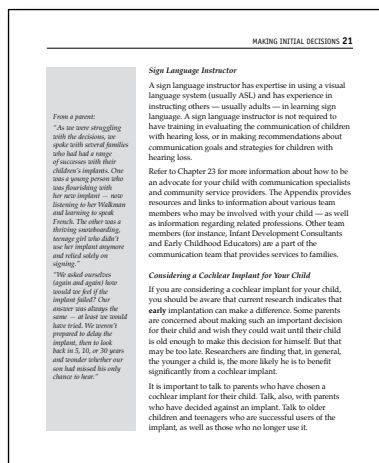 MAKING INITIAL DECISIONS 21
From a parent:
"As we were struggling
with the decisions, we
spoke with several families
who had had a range
of successes with their
children's implants. One
was a young person who
was flourishing with
her new implant — now
listening to her Walkman
and learning to speak
French. The other was a
thriving snowboarding,
teenage girl who didn't
use her implant anymore
and relied solely on
signing."
"We asked ourselves
(again and again) how
would we feel if the
implant failed? Our
answer was always the
same — at least we would
have tried. We weren't
prepared to delay the
implant, then to look
back in 5, 10, or 30 years
and wonder whether our
son had missed his only
chance to hear."
Sign Language Instructor
A sign language instructor has expertise in using a visual
language system (usually ASL) and has experience in
instructing others — usually adults — in learning sign
language. A sign language instructor is not required to
have training in evaluating the communication of children
with hearing loss, or in making recommendations about
communication goals and strategies for children with
hearing loss.
Refer to Chapter 23 for more information about how to be
an advocate for your child with communication specialists
and community service providers. The Appendix provides
resources and links to information about various team
members who may be involved with your child — as well
as information regarding related professions. Other team
members (for instance, Infant Development Consultants
and Early Childhood Educators) are a part of the
communication team that provides services to families.
Considering a Cochlear Implant for Your Child
If you are considering a cochlear implant for your child,
you should be aware that current research indicates that
early implantation can make a difference. Some parents
are concerned about making such an important decision
for their child and wish they could wait until their child
is old enough to make this decision for himself. But that
may be too late. Researchers are finding that, in general,
the younger a child is, the more likely he is to benefit
significantly from a cochlear implant.
It is important to talk to parents who have chosen a
cochlear implant for their child. Talk, also, with parents
who have decided against an implant. Talk to older
children and teenagers who are successful users of the
implant, as well as those who no longer use it.